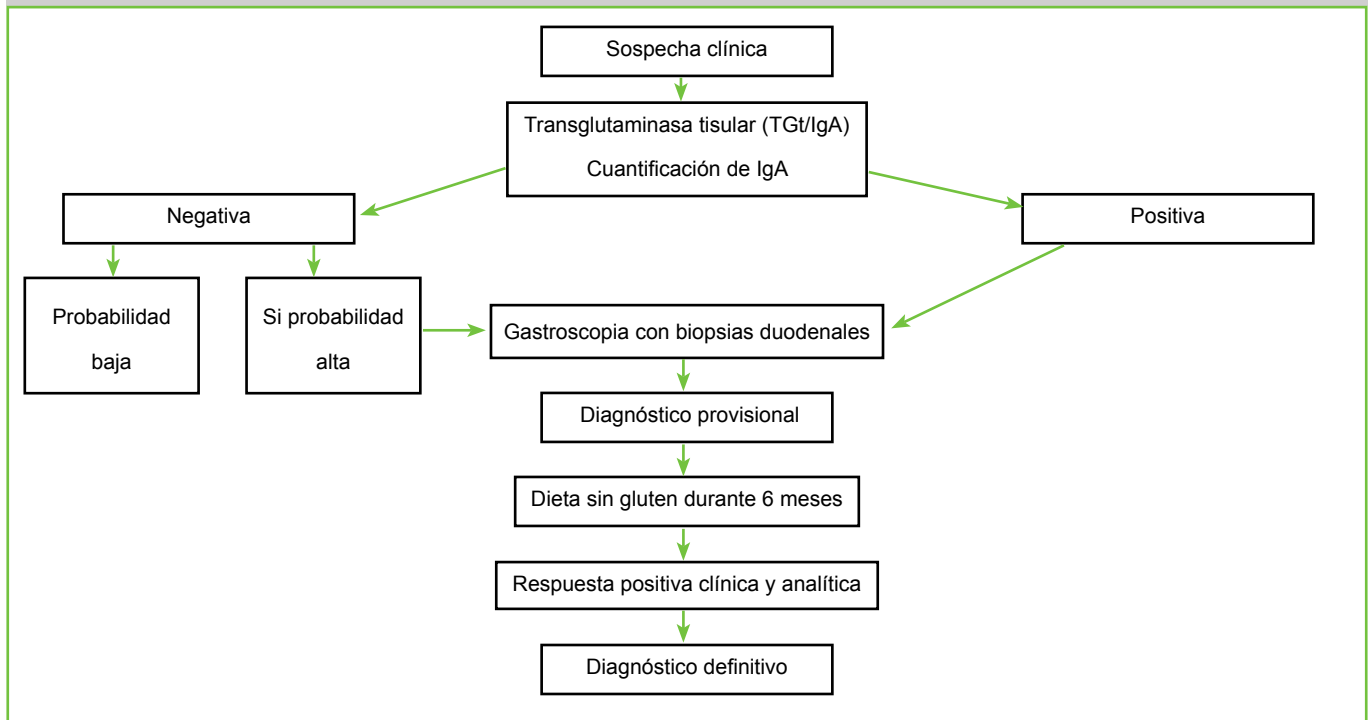 Sospecha clínica
Transglutaminasa tisular (TGt/IgA)
Cuantificación de IgA
Negativa
Positiva
Probabilidad
baja
Si probabilidad
alta
Gastroscopia con biopsias duodenales
Diagnóstico provisional
Dieta sin gluten durante 6 meses
Respuesta positiva clínica y analítica
Diagnóstico definitivo